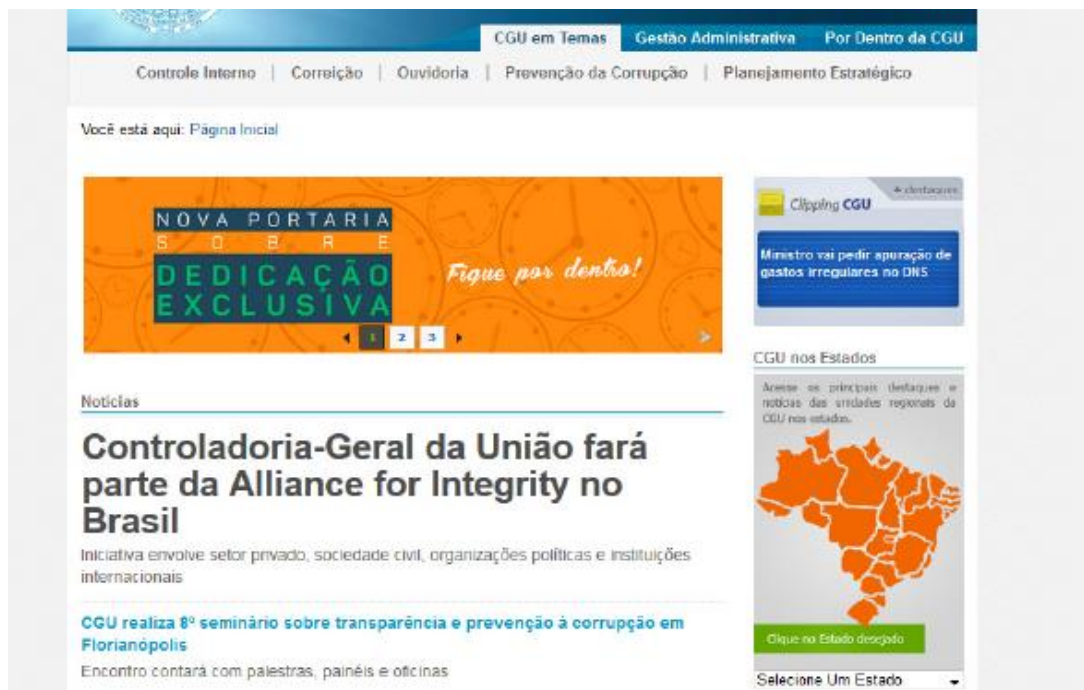 CGU em Temas Gestão Administrativa Por Dentro da CGU
Controle Interno | Correição | Ouvidoria | Prevenção da Corrupção | Planejamento Estratégico
Você está aqui: Página Inicial
NOVA PORTARIA
SOBRE
DEDICAÇÃO
EXCLUSIVA
Fique por dentro!
1 2 3
Notícias
Controladoria-Geral da União fará
parte da Alliance for Integrity no
Brasil
Iniciativa envolve setor privado, sociedade civil, organizações políticas e instituições
internacionais
CGU realiza 8º seminário sobre transparência e prevenção à corrupção em
Florianópolis
Encontro contará com palestras, painéis e oficinas
+ destaques
Clipping CGU
Ministro vai pedir apuração de
gastos irregulares no DNS
CGU nos Estados
Acesse os principais destaques e
notícias das unidades regionais da
CGU nos estados.
Clique no Estado desejado
Selecione Um Estado